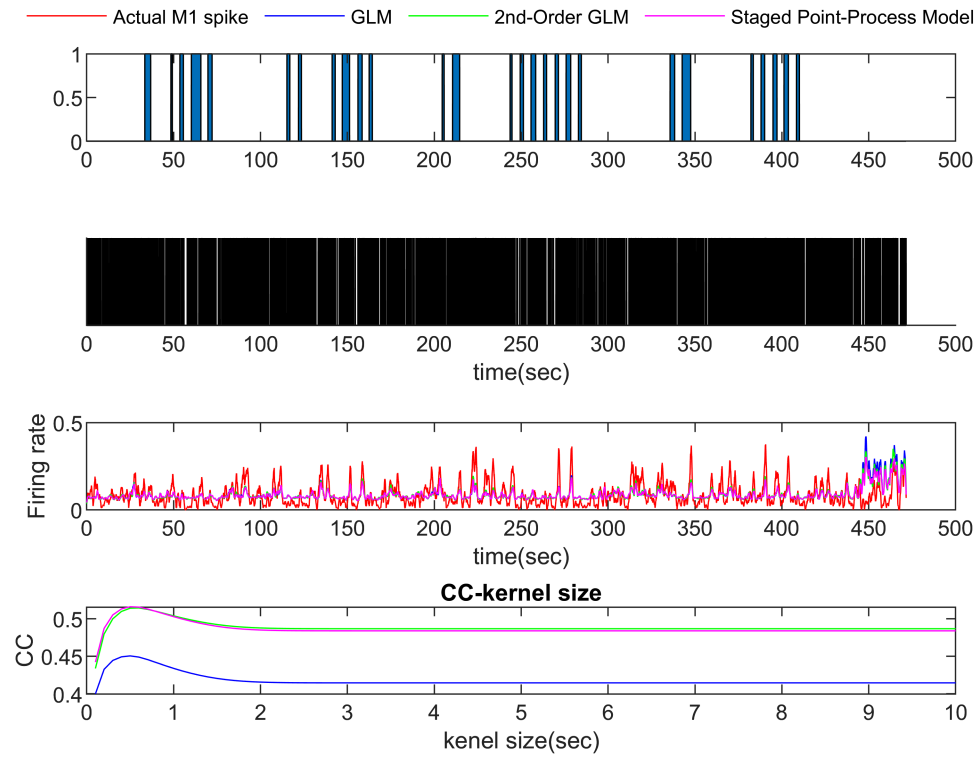 Actual M1 spike GLM 2nd-Order GLM Staged Point-Process Model
1
0.5
0
0 50 100 150 200 250 300 350 400 450 500
time(sec)
0 50 100 150 200 250 300 350 400 450 500
time(sec)
Firing rate
0.5
0
0 50 100 150 200 250 300 350 400 450 500
time(sec)
CC-kernel size
CC
0.5
0.45
0.4
0 1 2 3 4 5 6 7 8 9 10
kenel size(sec)